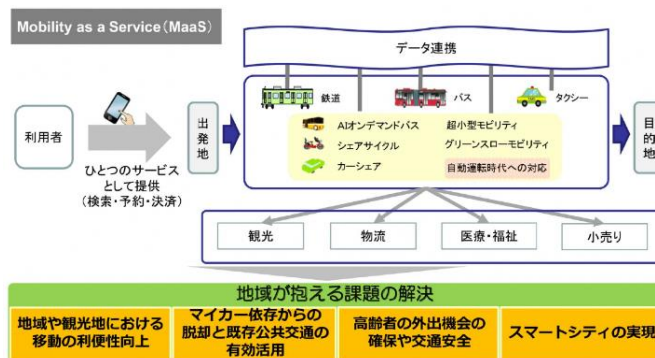 Mobility as a Service(MaaS)
データ連携
鉄道
バス
タクシー
利用者
出発地
目的地
AIオンデマンドバス
超小型モビリティ
シェアサイクル
グリーンスローモビリティ
カーシェア
自動運転時代への対応
ひとつのサービス
として提供
(検索・予約・決済)
観光
物流
医療・福祉
小売り
地域が抱える課題の解決
地域や観光地における
移動の利便性向上
マイカー依存からの
脱却と既存公共交通の
有効活用
高齢者の外出機会の
確保や交通安全
スマートシティの実現